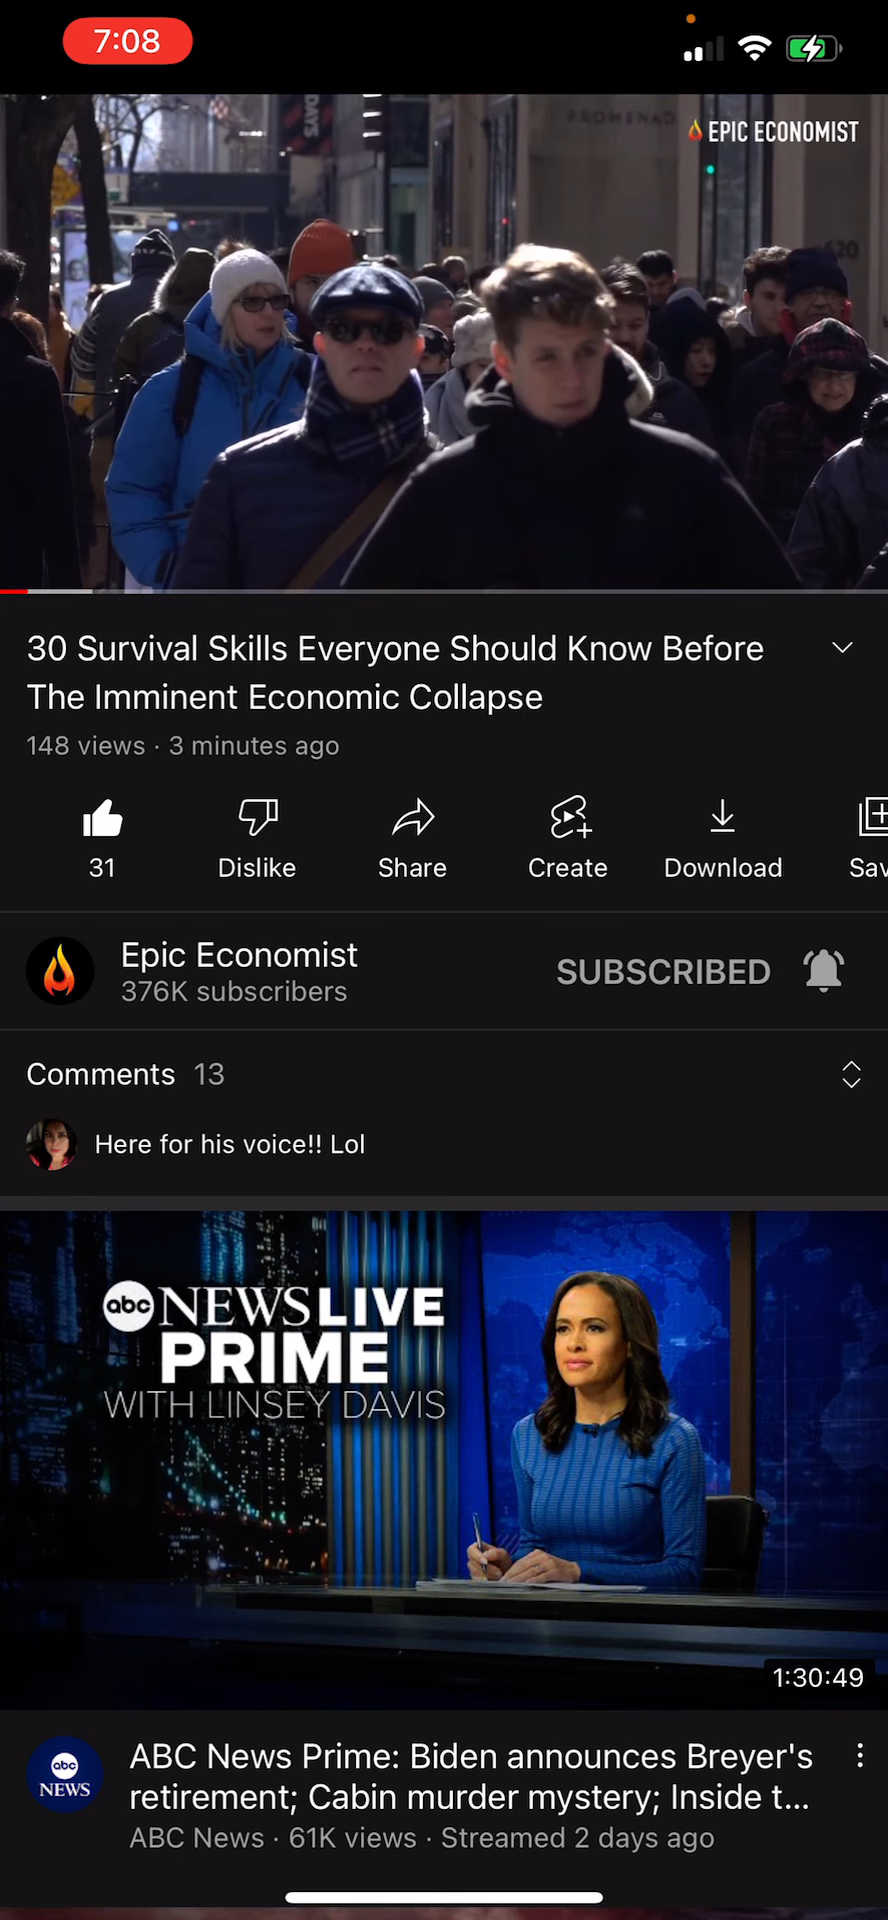 7:08
DAYS
PROMENAD
EPIC ECONOMIST
620
30 Survival Skills Everyone Should Know Before
The Imminent Economic Collapse
148 views · 3 minutes ago
31
Dislike
Share
Create
Download
Sav
Epic Economist
376K subscribers
SUBSCRIBED
Comments 13
Here for his voice!! Lol
abc NEWS LIVE
PRIME
WITH LINSEY DAVIS
1:30:49
abc
NEWS
ABC News Prime: Biden announces Breyer's
retirement; Cabin murder mystery; Inside t...
ABC News · 61K views · Streamed 2 days ago